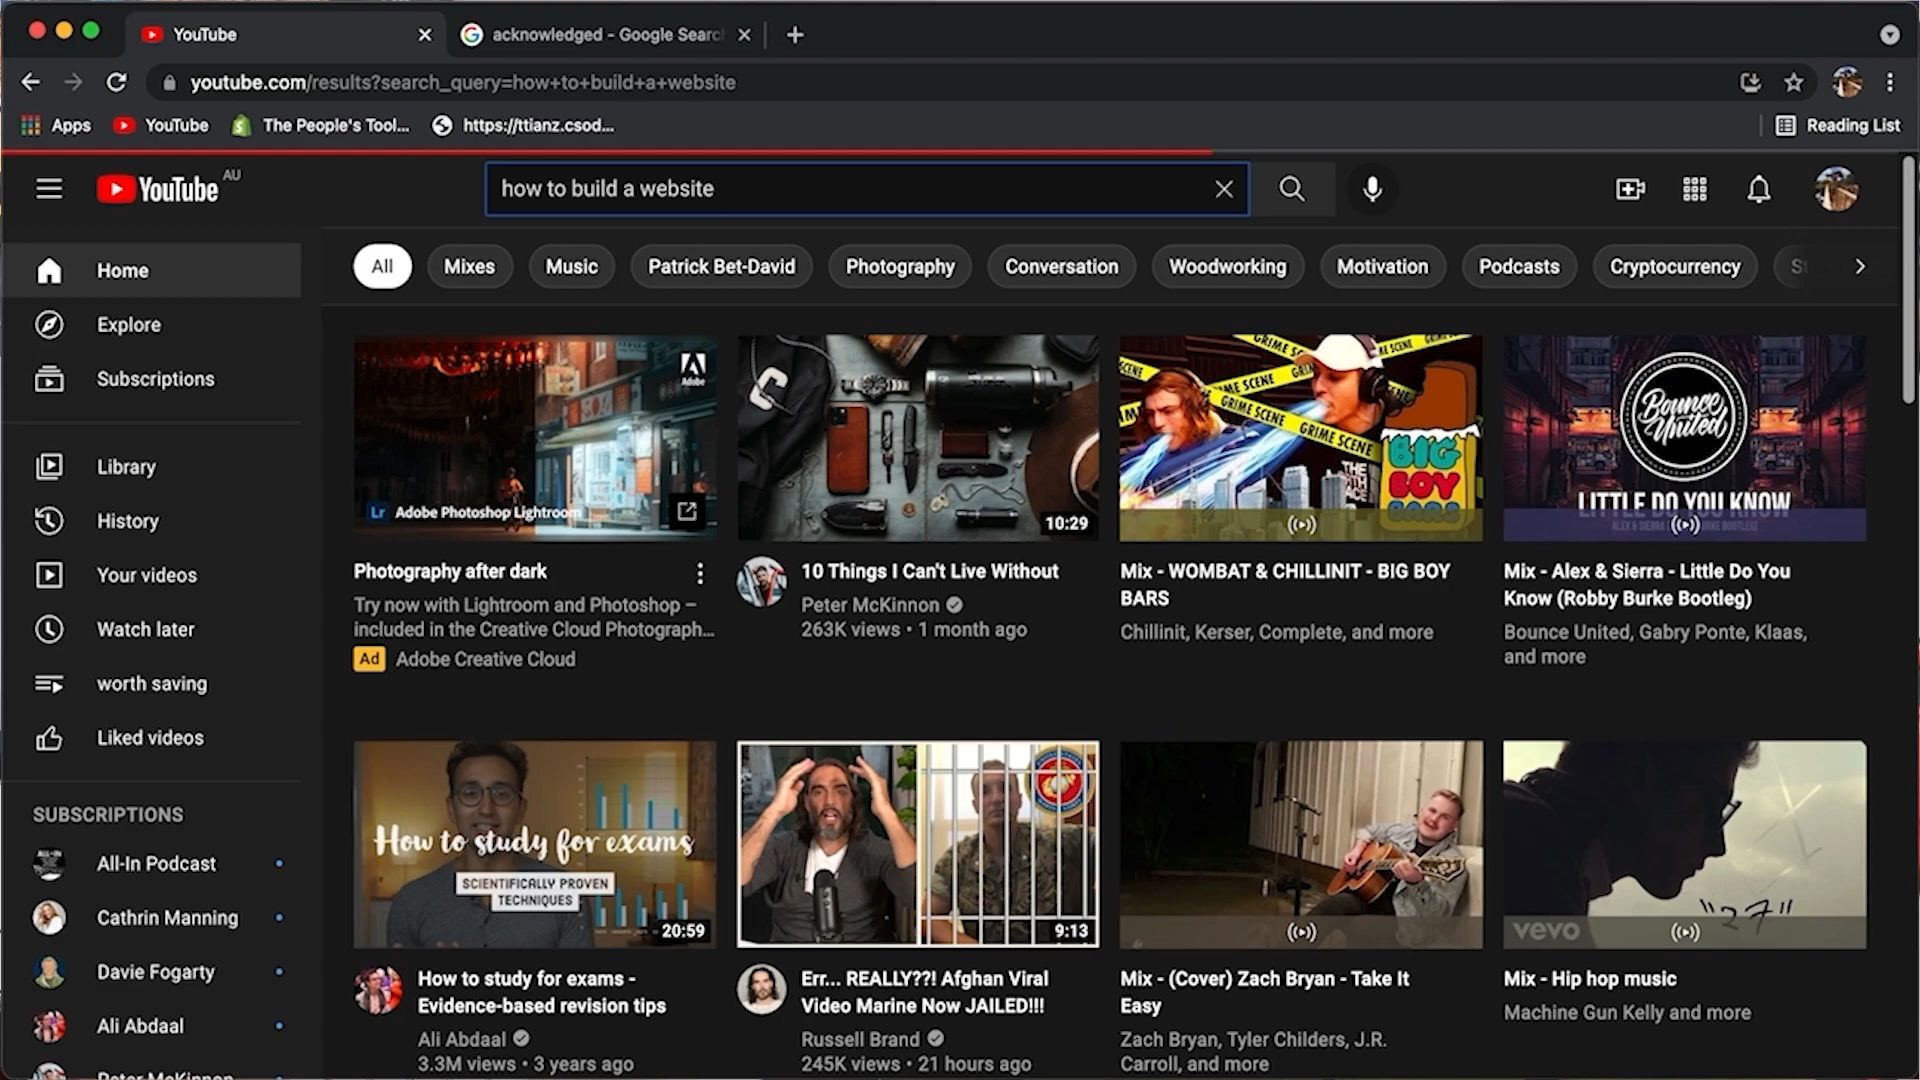 YouTube
acknowledged - Google Searc
youtube.com/results?search_query=how+to+build+a+website
Apps
YouTube
The People's Tool...
https://ttianz.csod...
Reading List
YouTube AU
how to build a website
Home
Explore
Subscriptions
Library
History
Your videos
Watch later
worth saving
Liked videos
SUBSCRIPTIONS
All-In Podcast
Cathrin Manning
Davie Fogarty
Ali Abdaal
Peter McKinnon
All
Mixes
Music
Patrick Bet-David
Photography
Conversation
Woodworking
Motivation
Podcasts
Cryptocurrency
Adobe
Lr Adobe Photoshop Lightroom
Photography after dark
Try now with Lightroom and Photoshop –
included in the Creative Cloud Photograph...
Ad Adobe Creative Cloud
C
10:29
10 Things I Can't Live Without
Peter McKinnon
263K views • 1 month ago
GRIME SCENE
GRIME SCENE
BIG
BOY
BARS
Mix - WOMBAT & CHILLINIT - BIG BOY
BARS
Chillinit, Kerser, Complete, and more
Bounce
United
LITTLE DO YOU KNOW
Mix - Alex & Sierra - Little Do You
Know (Robby Burke Bootleg)
Bounce United, Gabry Ponte, Klaas,
and more
How to study for exams
SCIENTIFICALLY PROVEN
TECHNIQUES
20:59
How to study for exams -
Evidence-based revision tips
Ali Abdaal
3.3M views • 3 years ago
9:13
Err... REALLY??! Afghan Viral
Video Marine Now JAILED!!!
Russell Brand
245K views • 21 hours ago
Mix - (Cover) Zach Bryan - Take It
Easy
Zach Bryan, Tyler Childers, J.R.
Carroll, and more
"27"
vevo
Mix - Hip hop music
Machine Gun Kelly and more